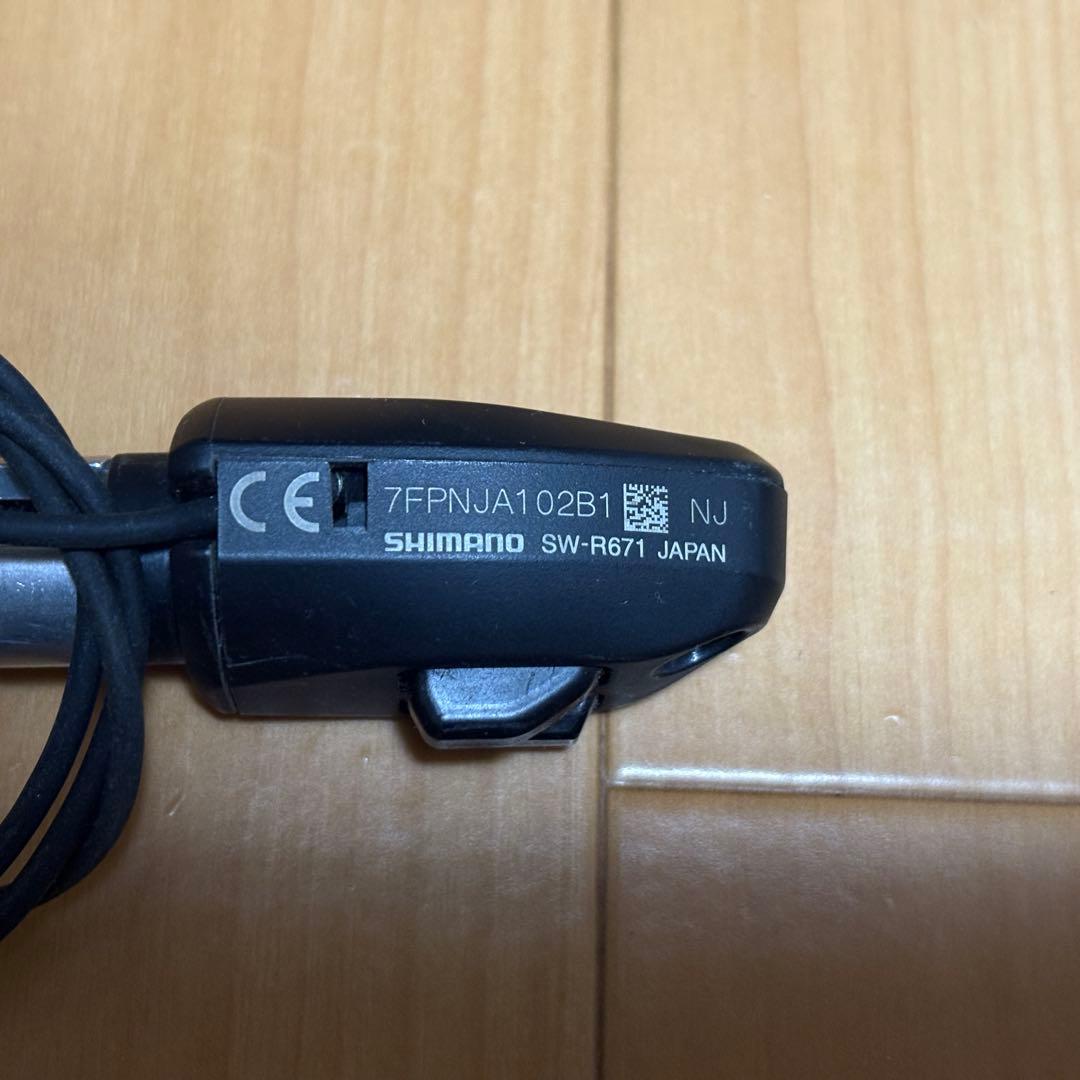 CE 7FPNJA102B1 NJ
SHIMANO SW-R671 JAPAN